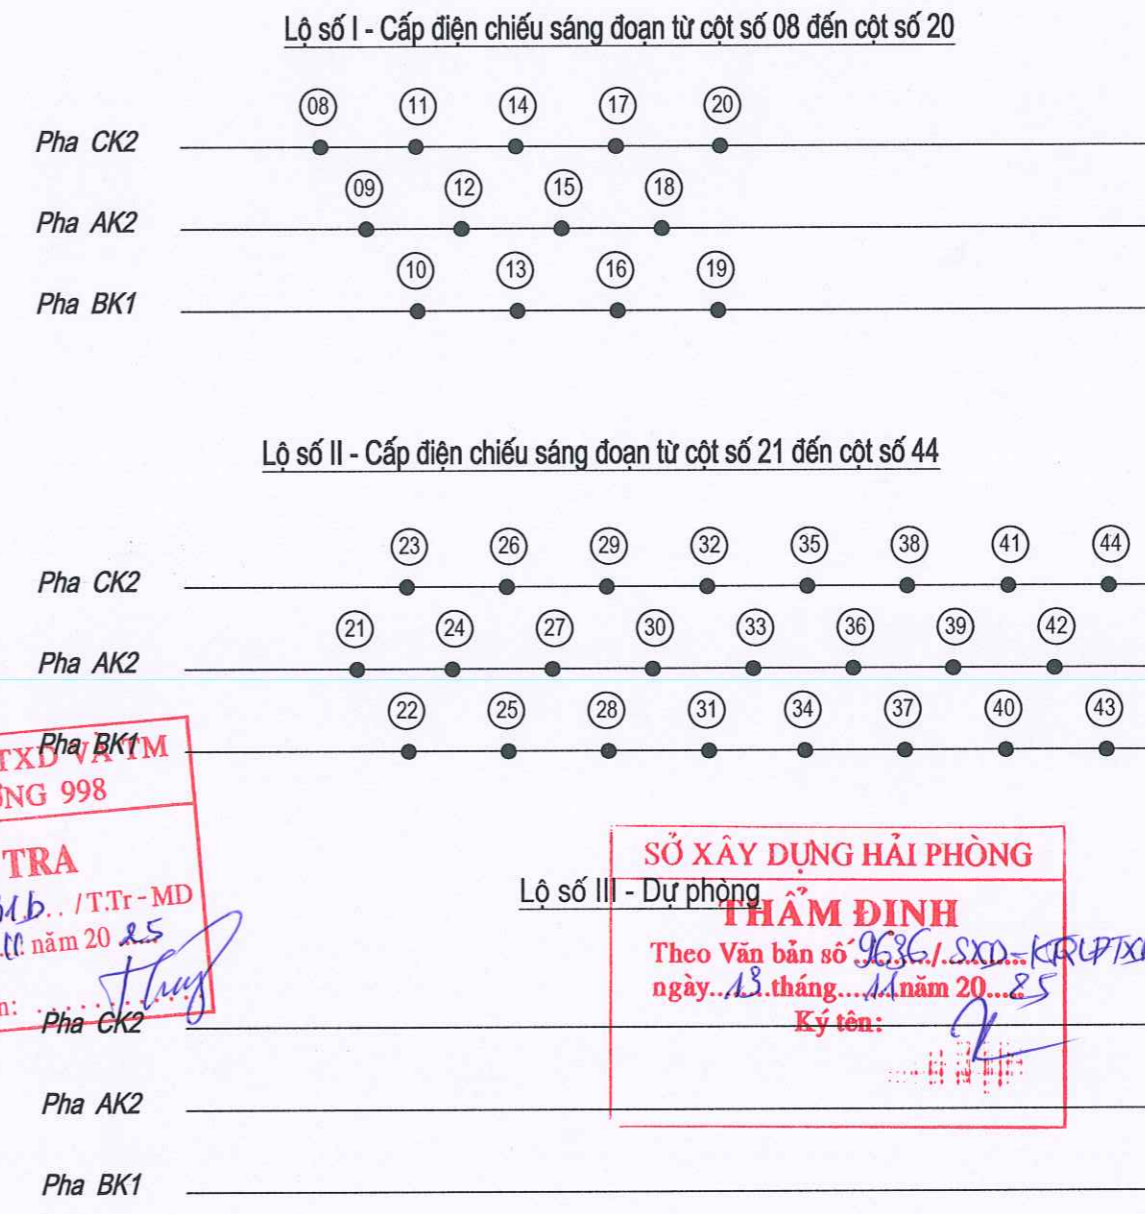 Lộ số I - Cấp điện chiếu sáng đoạn từ cột số 08 đến cột số 20
08 11 14 17 20
Pha CK2
09 12 15 18
Pha AK2
10 13 16 19
Pha BK1
Lộ số II - Cấp điện chiếu sáng đoạn từ cột số 21 đến cột số 44
23 26 29 32 35 38 41 44
Pha CK2
21 24 27 30 33 36 39 42
Pha AK2
22 25 28 31 34 37 40 43
Pha BK1
TXD VÀ TM
NG 998
TRA
/T.Tr-MD
11 năm 20 25
n:
SỞ XÂY DỰNG HẢI PHÒNG
Lộ số III - Dự phòng
THẨM ĐỊNH
Theo Văn bản số 9636/SXD-
ngày 13 tháng 11 năm 20 25
Ký tên:
Pha CK2
Pha AK2
Pha BK1